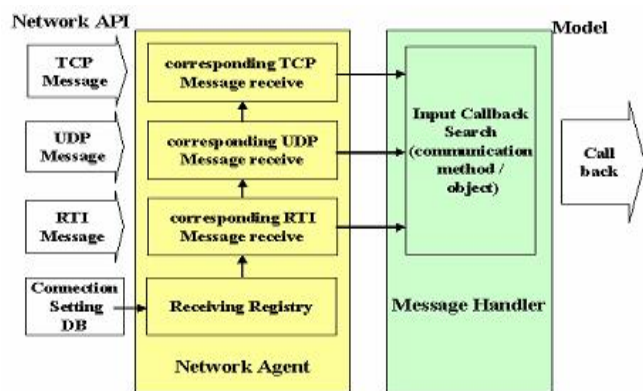 Network API
Model
TCP
Message
corresponding TCP
Message receive
UDP
Message
corresponding UDP
Message receive
Input Callback
Search
(communication
method /
object)
Call
back
RTI
Message
corresponding RTI
Message receive
Connection
Setting
DB
Receiving Registry
Message Handler
Network Agent